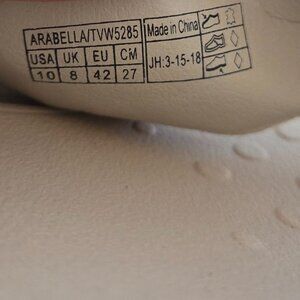 ARABELLA/TVW5285 Made in China
USA UK EU CM
10 8 42 27 JH:3-15-18